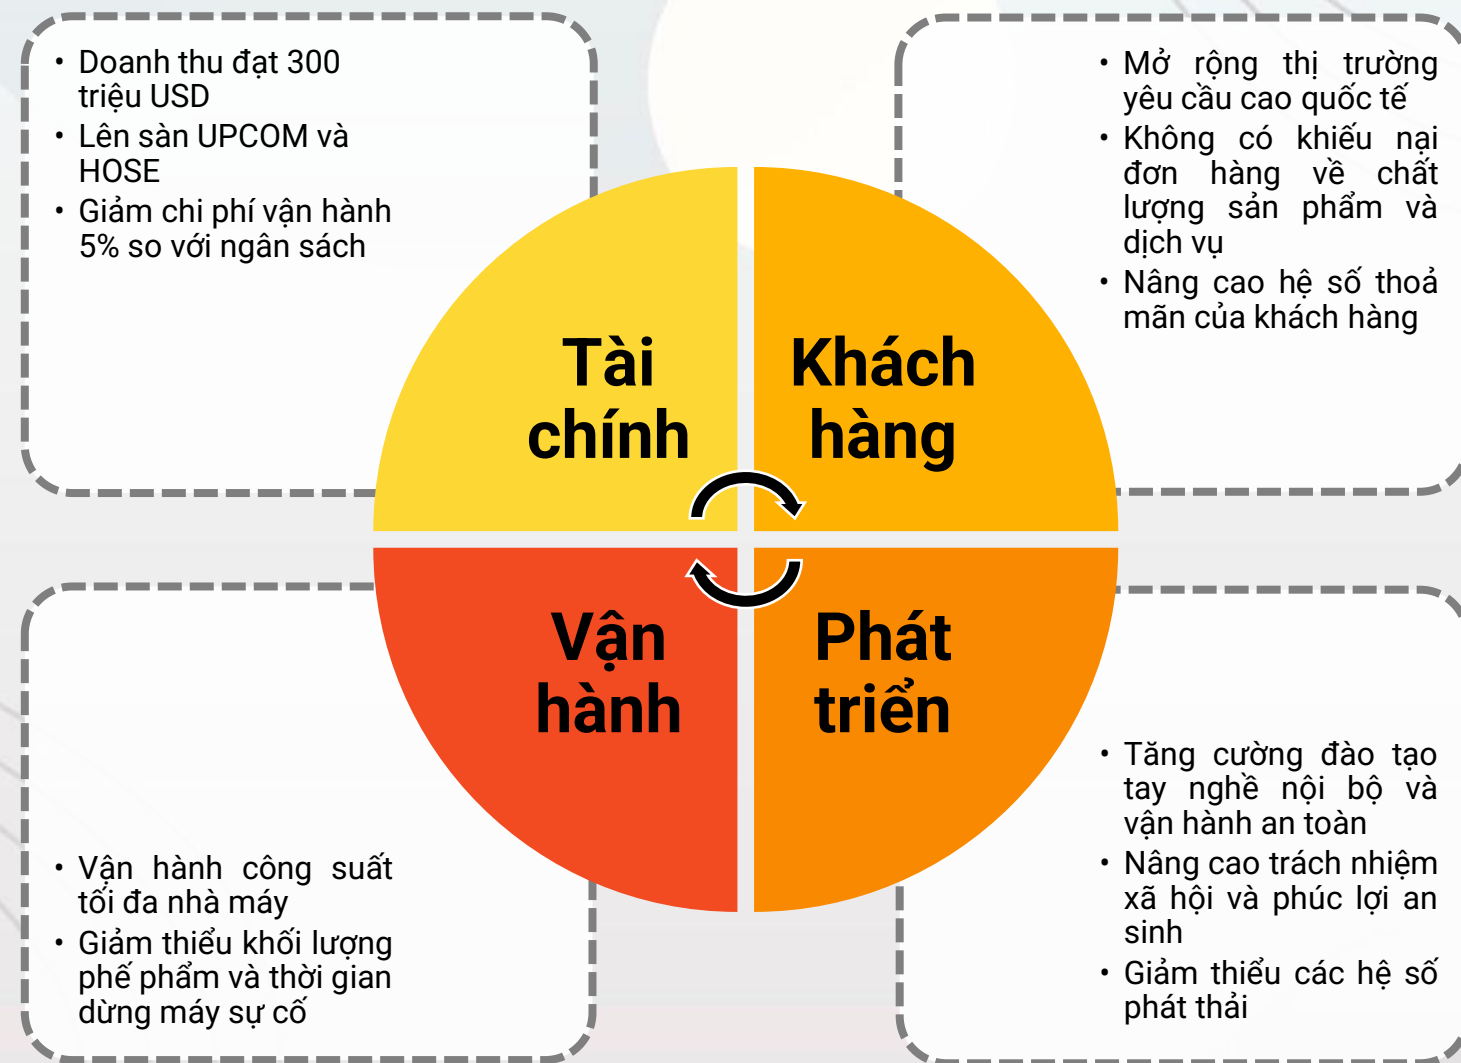 • Doanh thu đạt 300
triệu USD
• Lên sàn UPCOM và
HOSE
• Giảm chi phí vận hành
5% so với ngân sách
• Mở rộng thị trường
yêu cầu cao quốc tế
• Không có khiếu nại
đơn hàng về chất
lượng sản phẩm và
dịch vụ
• Nâng cao hệ số thoả
mãn của khách hàng
Tài
chính
Khách
hàng
Vận
hành
Phát
triển
• Vận hành công suất
tối đa nhà máy
• Giảm thiểu khối lượng
phế phẩm và thời gian
dừng máy sự cố
• Tăng cường đào tạo
tay nghề nội bộ và
vận hành an toàn
• Nâng cao trách nhiệm
xã hội và phúc lợi an
sinh
• Giảm thiểu các hệ số
phát thải